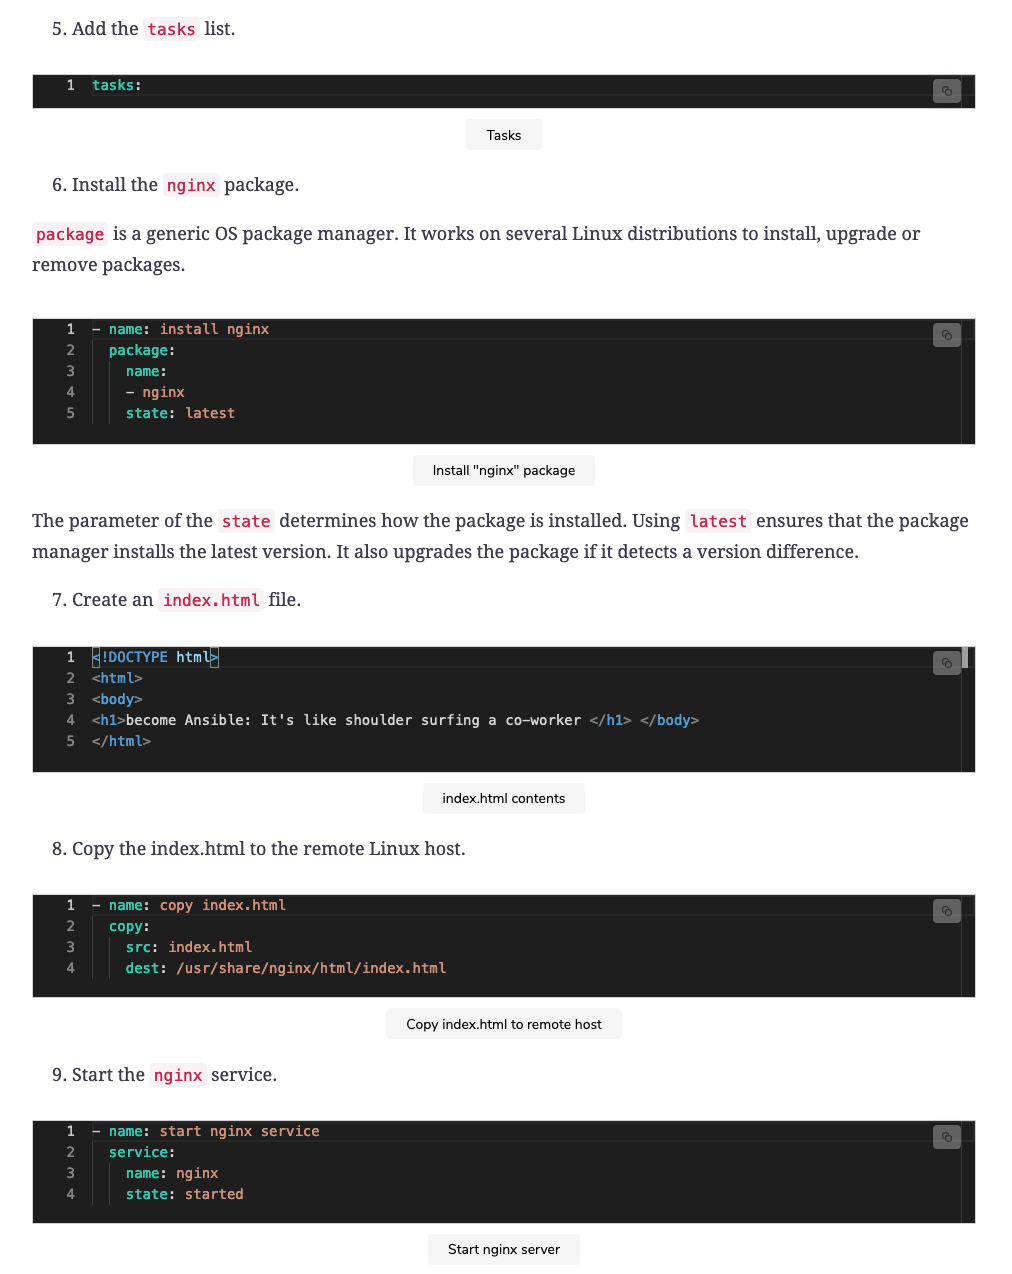 5. Add the tasks list.
1 tasks:
Tasks
6. Install the nginx package.
package is a generic OS package manager. It works on several Linux distributions to install, upgrade or
remove packages.
1 - name: install nginx
2   package:
3     name:
4     - nginx
5     state: latest
Install "nginx" package
The parameter of the state determines how the package is installed. Using latest ensures that the package
manager installs the latest version. It also upgrades the package if it detects a version difference.
7. Create an index.html file.
1 <!DOCTYPE html>
2 <html>
3 <body>
4 <h1>become Ansible: It's like shoulder surfing a co-worker </h1> </body>
5 </html>
index.html contents
8. Copy the index.html to the remote Linux host.
1 - name: copy index.html
2   copy:
3     src: index.html
4     dest: /usr/share/nginx/html/index.html
Copy index.html to remote host
9. Start the nginx service.
1 - name: start nginx service
2   service:
3     name: nginx
4     state: started
Start nginx server